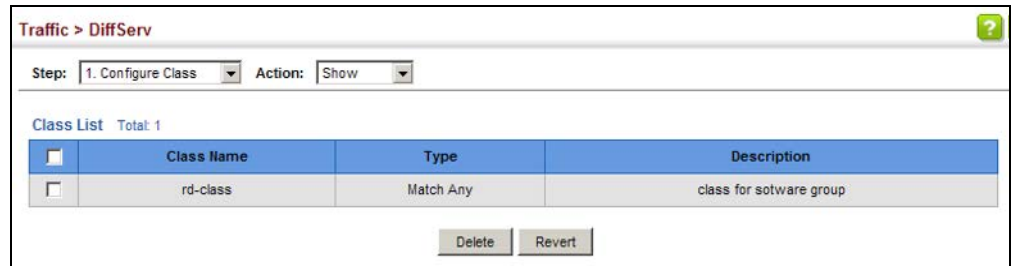 Traffic > DiffServ
?
Step: 1. Configure Class Action: Show
Class List Total: 1
Class Name Type Description
rd-class Match Any class for sotware group
Delete Revert